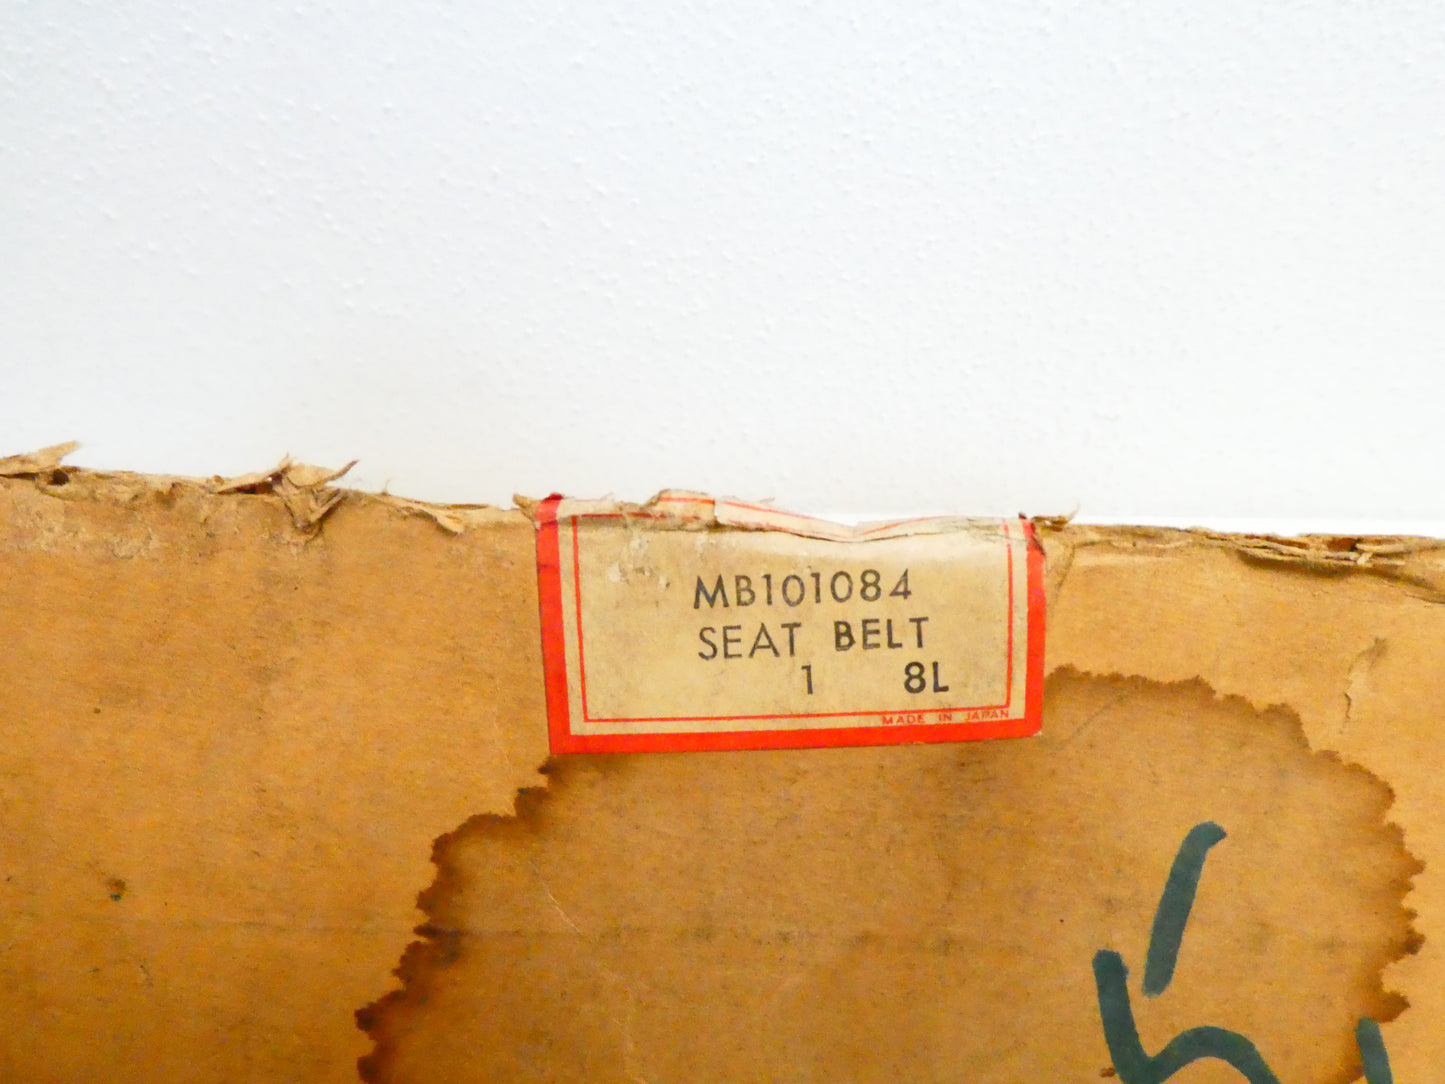 MB101084
SEAT BELT
1 8L
MADE IN JAPAN